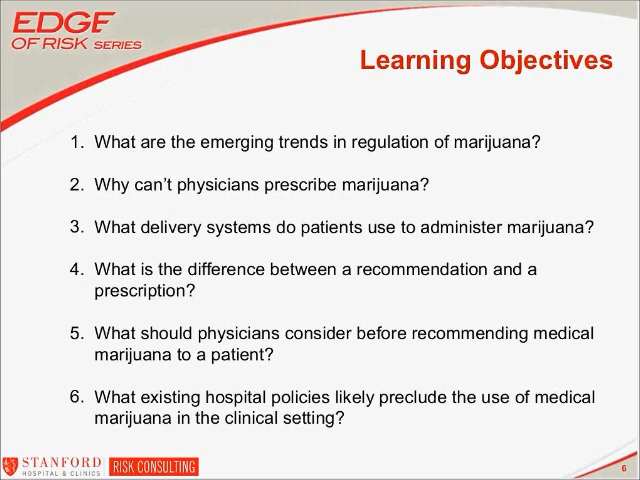 EDGE
OF RISK SERIES
Learning Objectives
1. What are the emerging trends in regulation of marijuana?
2. Why can’t physicians prescribe marijuana?
3. What delivery systems do patients use to administer marijuana?
4. What is the difference between a recommendation and a
prescription?
5. What should physicians consider before recommending medical
marijuana to a patient?
6. What existing hospital policies likely preclude the use of medical
marijuana in the clinical setting?
STANFORD
HOSPITAL & CLINICS
RISK CONSULTING
6